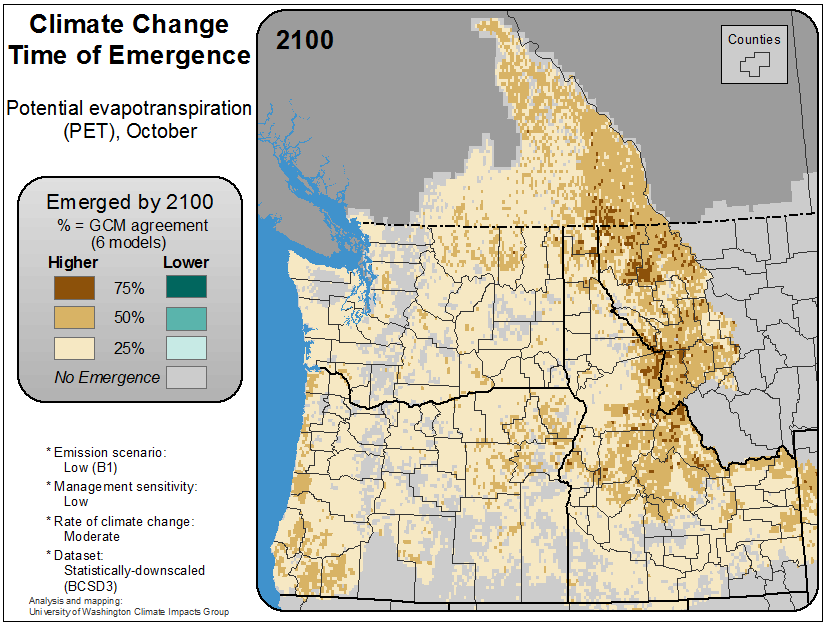 Climate Change
Time of Emergence
Potential evapotranspiration
(PET), October
Emerged by 2100
% = GCM agreement
(6 models)
Higher Lower
75%
50%
25%
No Emergence
* Emission scenario:
Low (B1)
* Management sensitivity:
Low
* Rate of climate change:
Moderate
* Dataset:
Statistically-downscaled
(BCSD3)
Analysis and mapping:
University of Washington Climate Impacts Group
2100
Counties